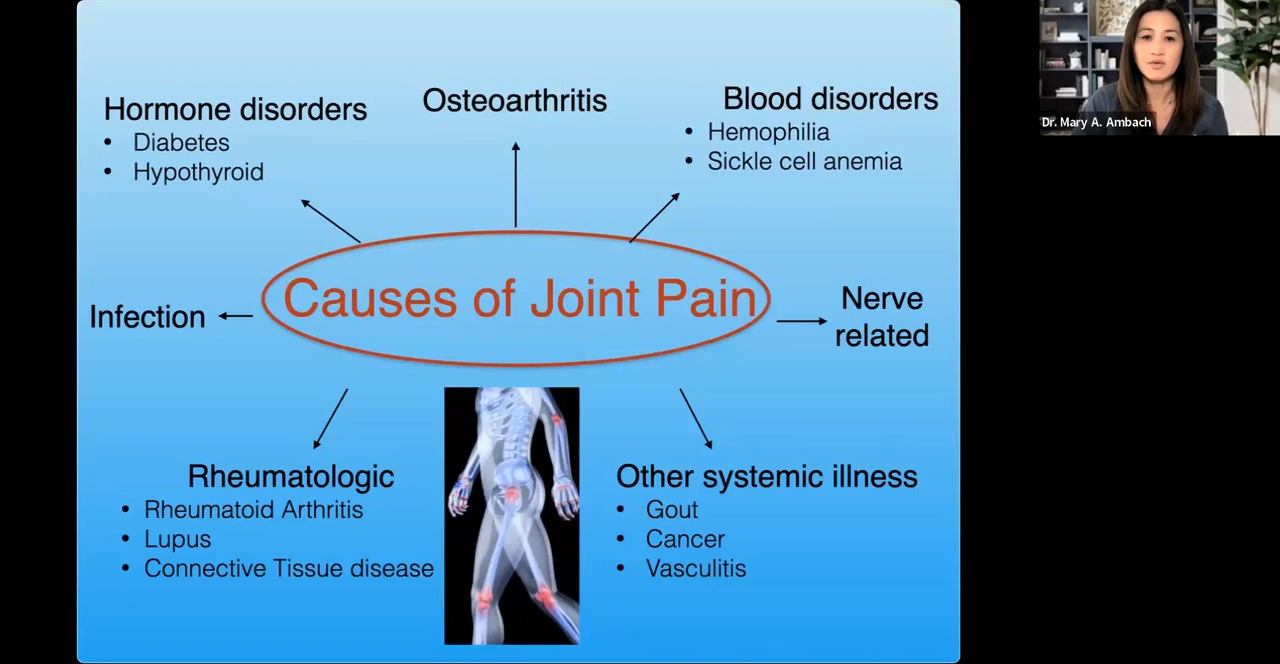 Hormone disorders
• Diabetes
• Hypothyroid
Osteoarthritis
Blood disorders
• Hemophilia
• Sickle cell anemia
Dr. Mary A. Ambach
Causes of Joint Pain
Infection
Nerve
related
Rheumatologic
• Rheumatoid Arthritis
• Lupus
• Connective Tissue disease
Other systemic illness
• Gout
• Cancer
• Vasculitis